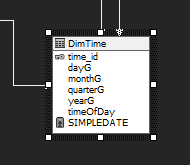 DimTime
time_id
dayG
monthG
quarterG
yearG
timeOfDay
SIMPLEDATE